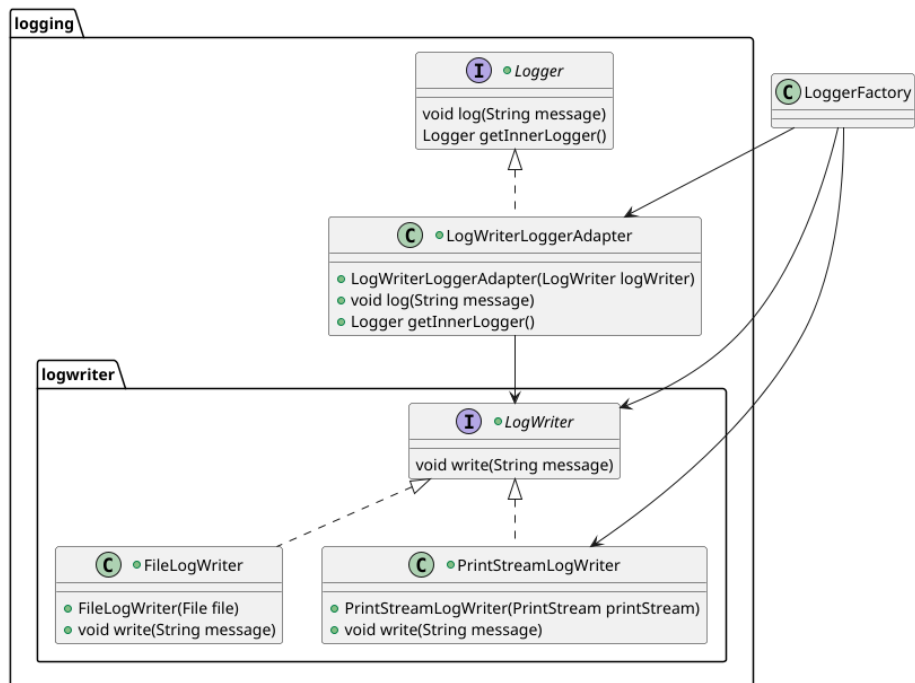 logging
I Logger
void log(String message)
Logger getInnerLogger()
C LoggerFactory
C LogWriterLoggerAdapter
LogWriterLoggerAdapter(LogWriter logWriter)
void log(String message)
Logger getInnerLogger()
logwriter
I LogWriter
void write(String message)
C FileLogWriter
FileLogWriter(File file)
void write(String message)
C PrintStreamLogWriter
PrintStreamLogWriter(PrintStream printStream)
void write(String message)